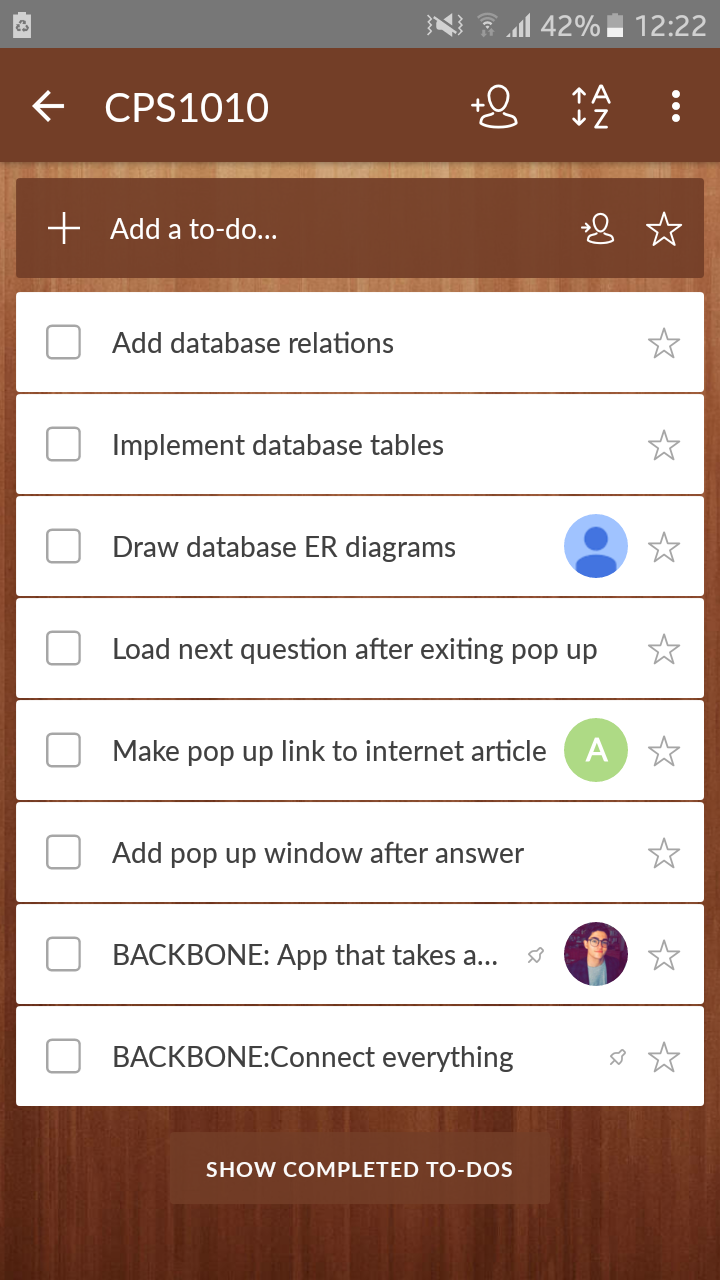 42% 12:22
CPS1010
A
Z
Add a to-do...
Add database relations
Implement database tables
Draw database ER diagrams
Load next question after exiting pop up
Make pop up link to internet article A
Add pop up window after answer
BACKBONE: App that takes a...
BACKBONE:Connect everything
SHOW COMPLETED TO-DOS